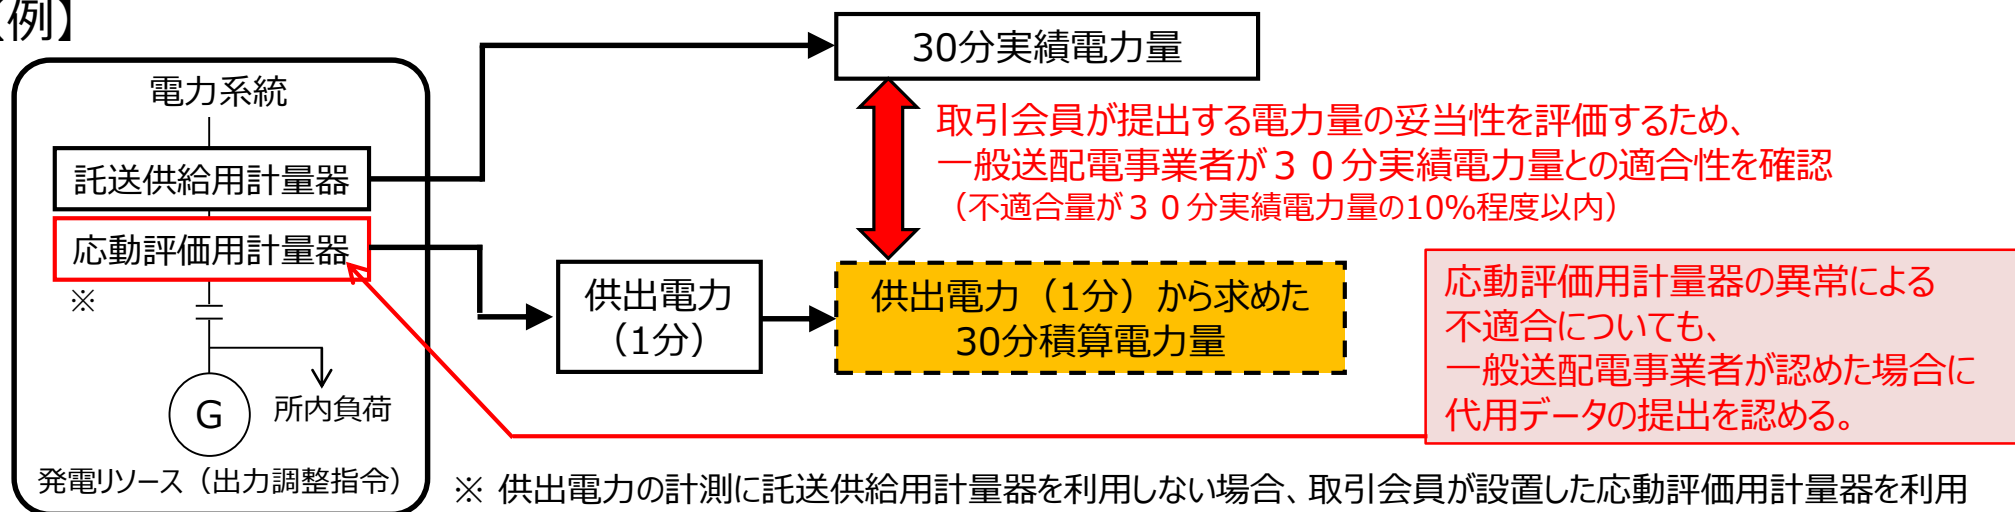 【例】
電力系統
託送供給用計量器
応動評価用計量器
※
G
所内負荷
発電リソース（出力調整指令）
30分実績電力量
取引会員が提出する電力量の妥当性を評価するため、
一般送配電事業者が３０分実績電力量との適合性を確認
（不適合量が３０分実績電力量の10%程度以内）
供出電力
（1分）
供出電力（1分）から求めた
30分積算電力量
応動評価用計量器の異常による
不適合についても、
一般送配電事業者が認めた場合に
代用データの提出を認める。
※ 供出電力の計測に託送供給用計量器を利用しない場合、取引会員が設置した応動評価用計量器を利用